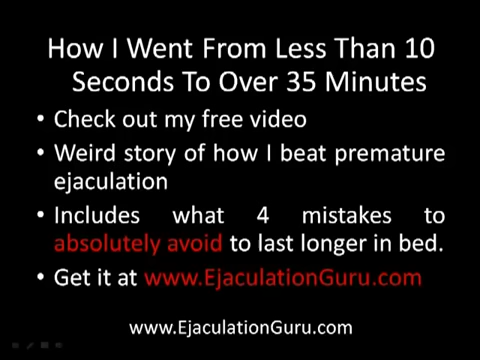 How I Went From Less Than 10
Seconds To Over 35 Minutes
• Check out my free video
• Weird story of how I beat premature
ejaculation
• Includes what 4 mistakes to
absolutely avoid to last longer in bed.
• Get it at www.EjaculationGuru.com
www.EjaculationGuru.com